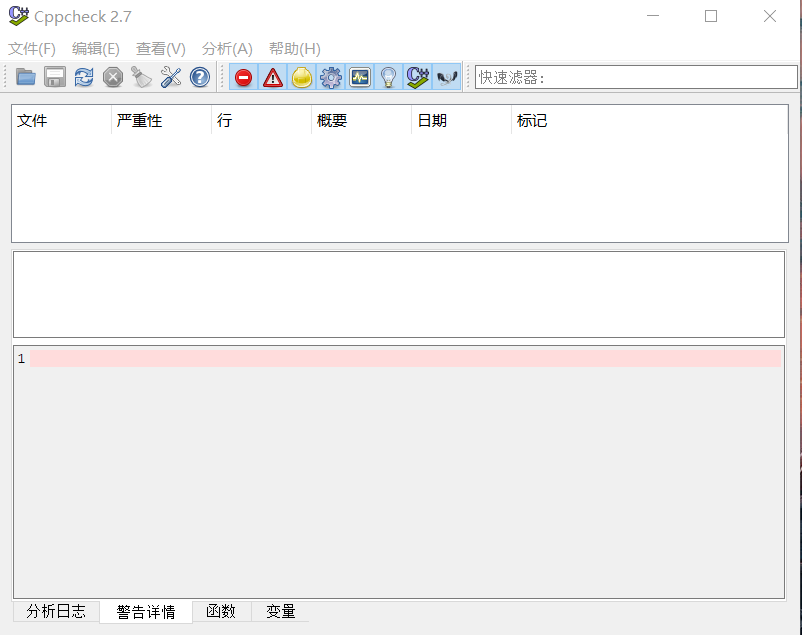 Cppcheck 2.7
文件(F) 编辑(E) 查看(V) 分析(A) 帮助(H)
快速滤器:
文件 严重性 行 概要 日期 标记
1
分析日志 警告详情 函数 变量